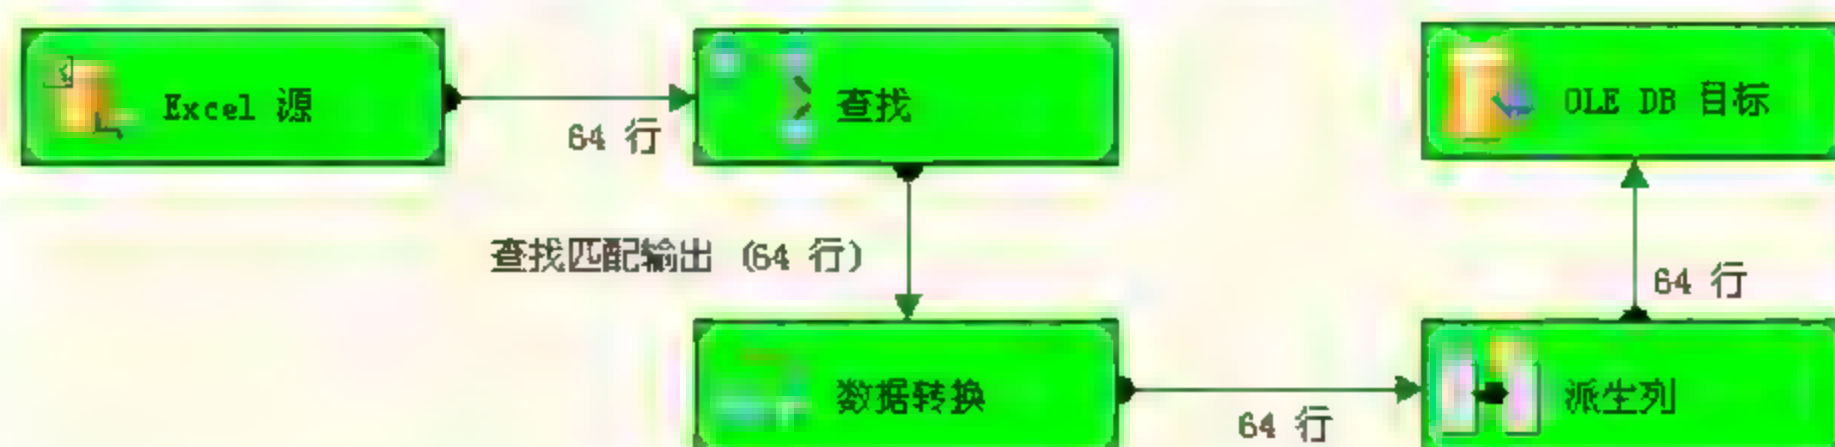 Excel 源
64 行
查找
OLE DB 目标
查找匹配输出 (64 行)
64 行
数据转换
64 行
派生列